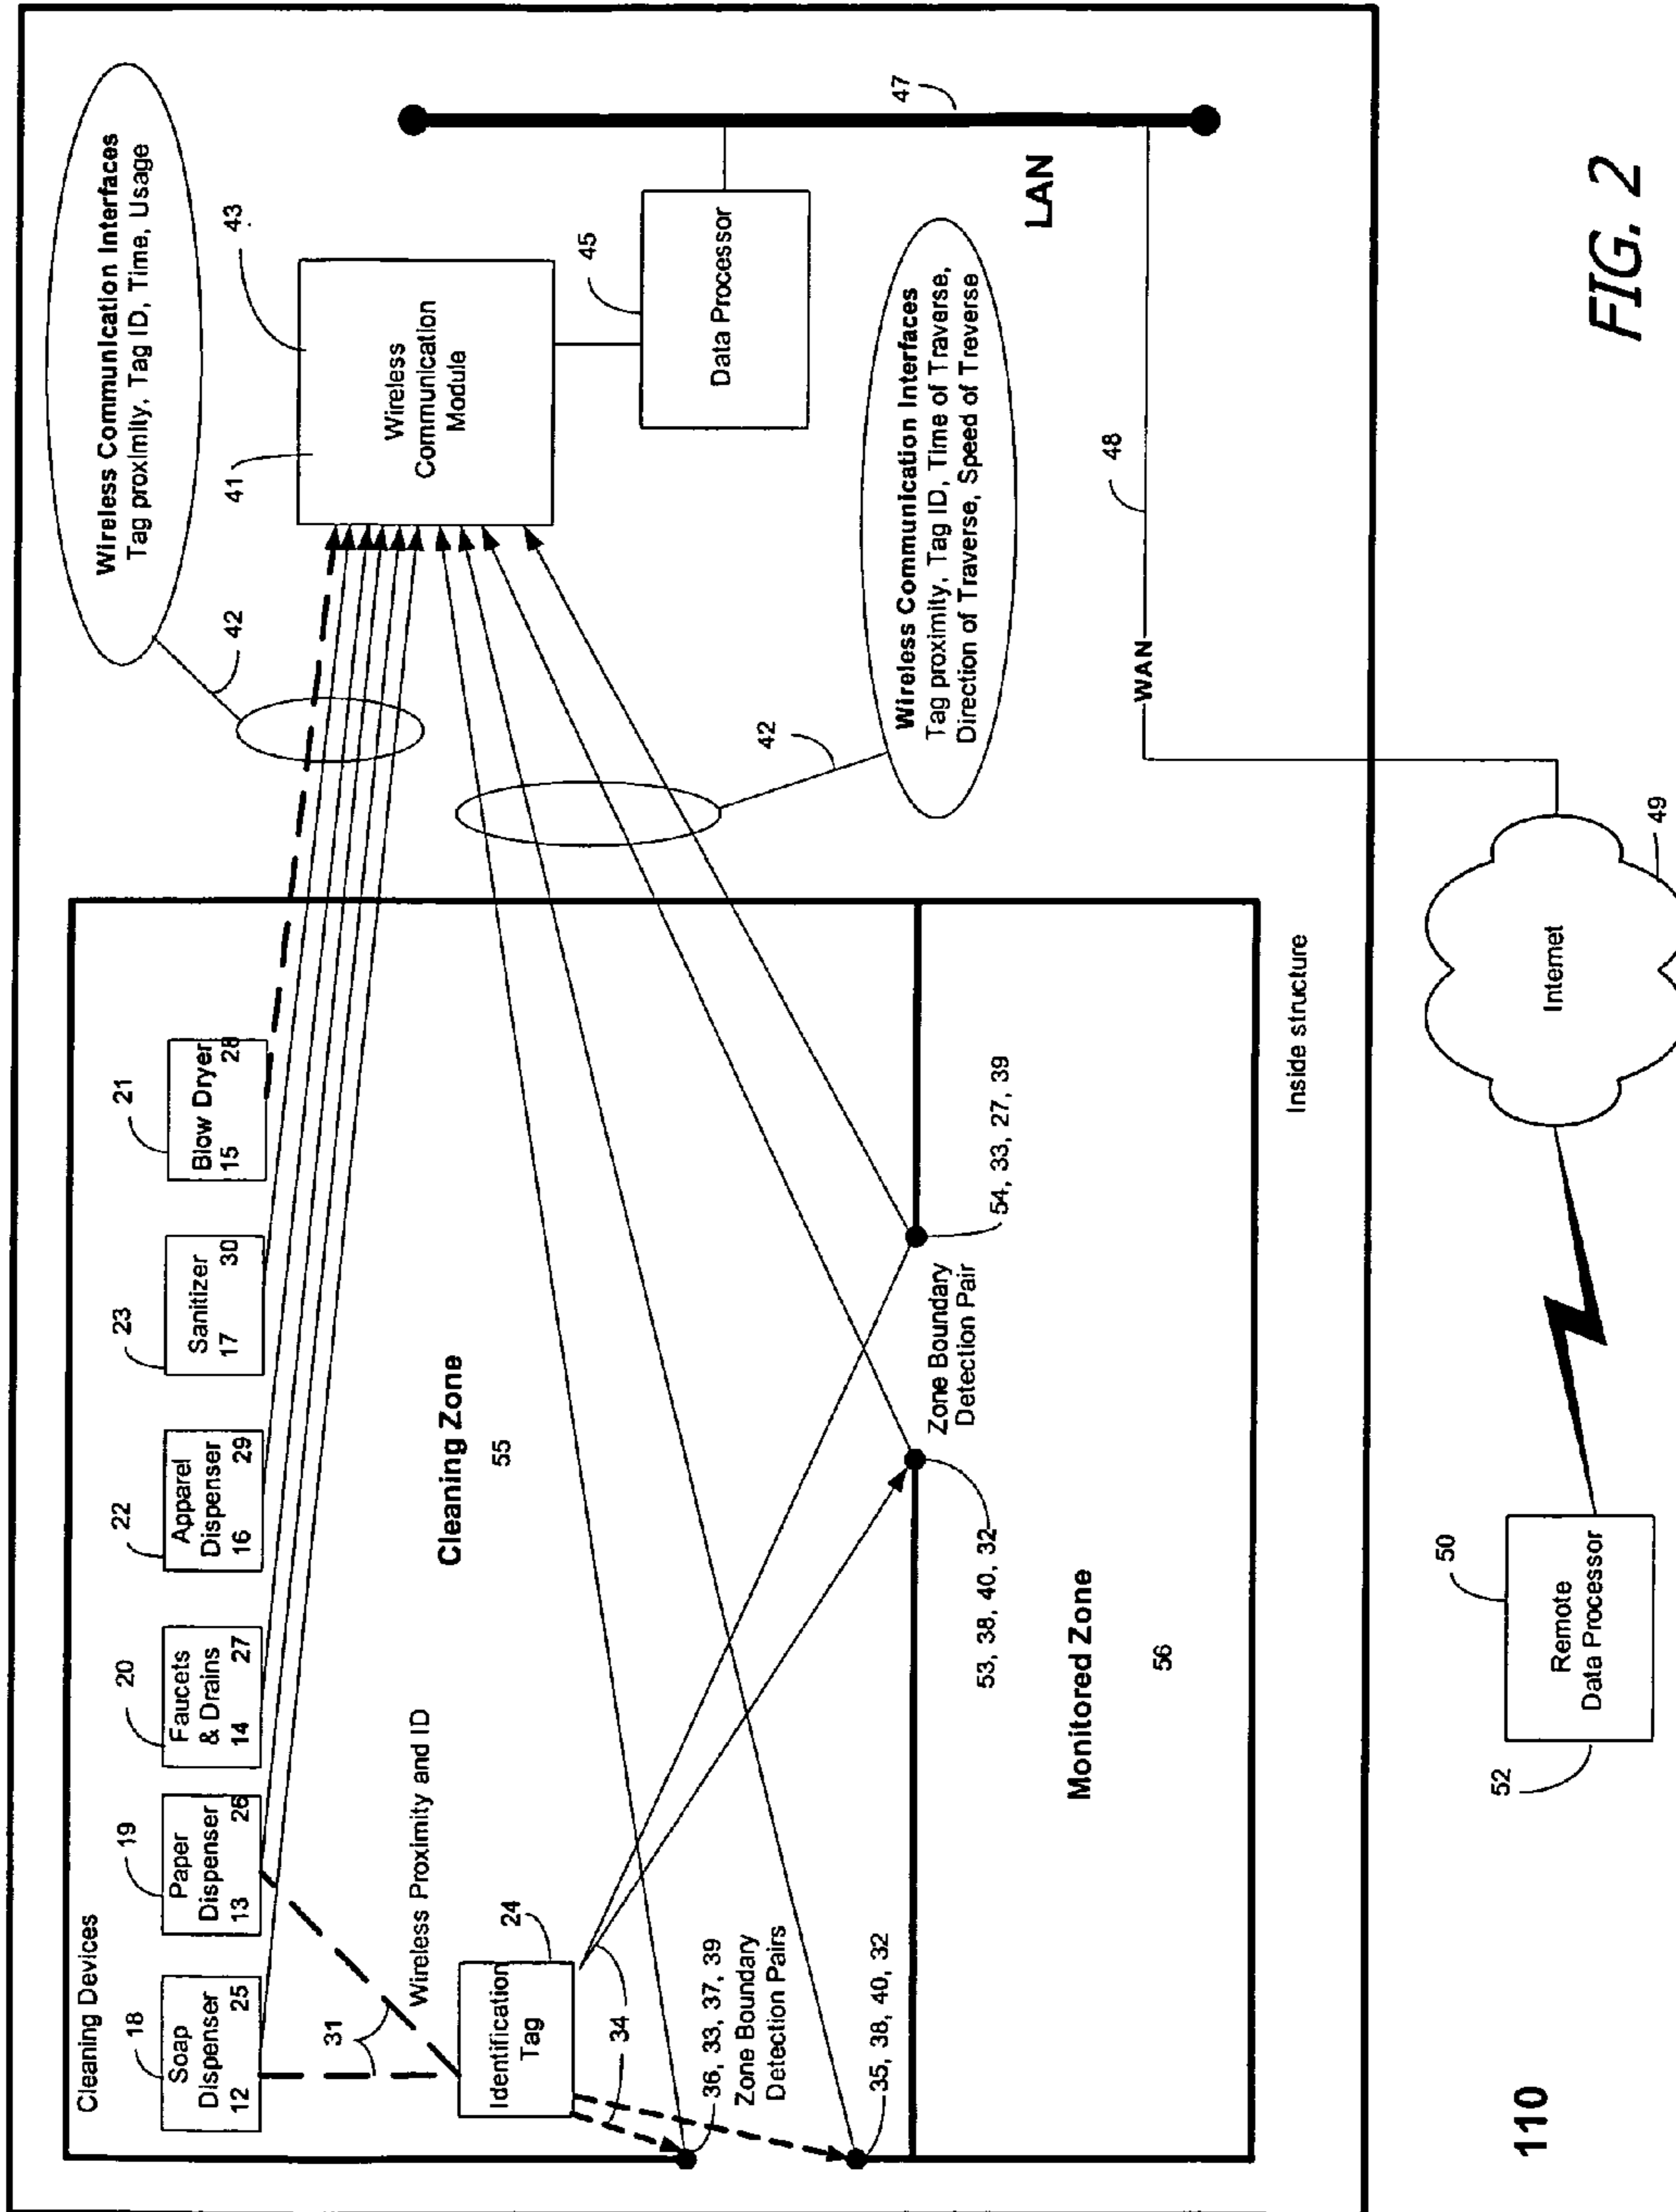 Cleaning Devices
18
Soap
Dispenser
12 25
19
Paper
Dispenser
13 26
20
Faucets
& Drains
14 27
22
Apparel
Dispenser
16 29
23
Sanitizer
17 30
21
Blow Dryer
15 28
Wireless Communication Interfaces
Tag proximity, Tag ID, Time, Usage
42
31
Wireless Proximity and ID
Identification
Tag
24
34
Cleaning Zone
55
41
43
Wireless
Communication
Module
36, 33, 37, 39
Zone Boundary
Detection Pairs
35, 38, 40, 32
45
Data Processor
47
42
Wireless Communication Interfaces
Tag proximity, Tag ID, Time of Traverse,
Direction of Traverse, Speed of Treverse
LAN
53, 38, 40, 32
Zone Boundary
Detection Pair
54, 33, 27, 39
Monitored Zone
56
WAN
48
Inside structure
110
52
Remote
Data Processor
50
Internet
49
FIG. 2